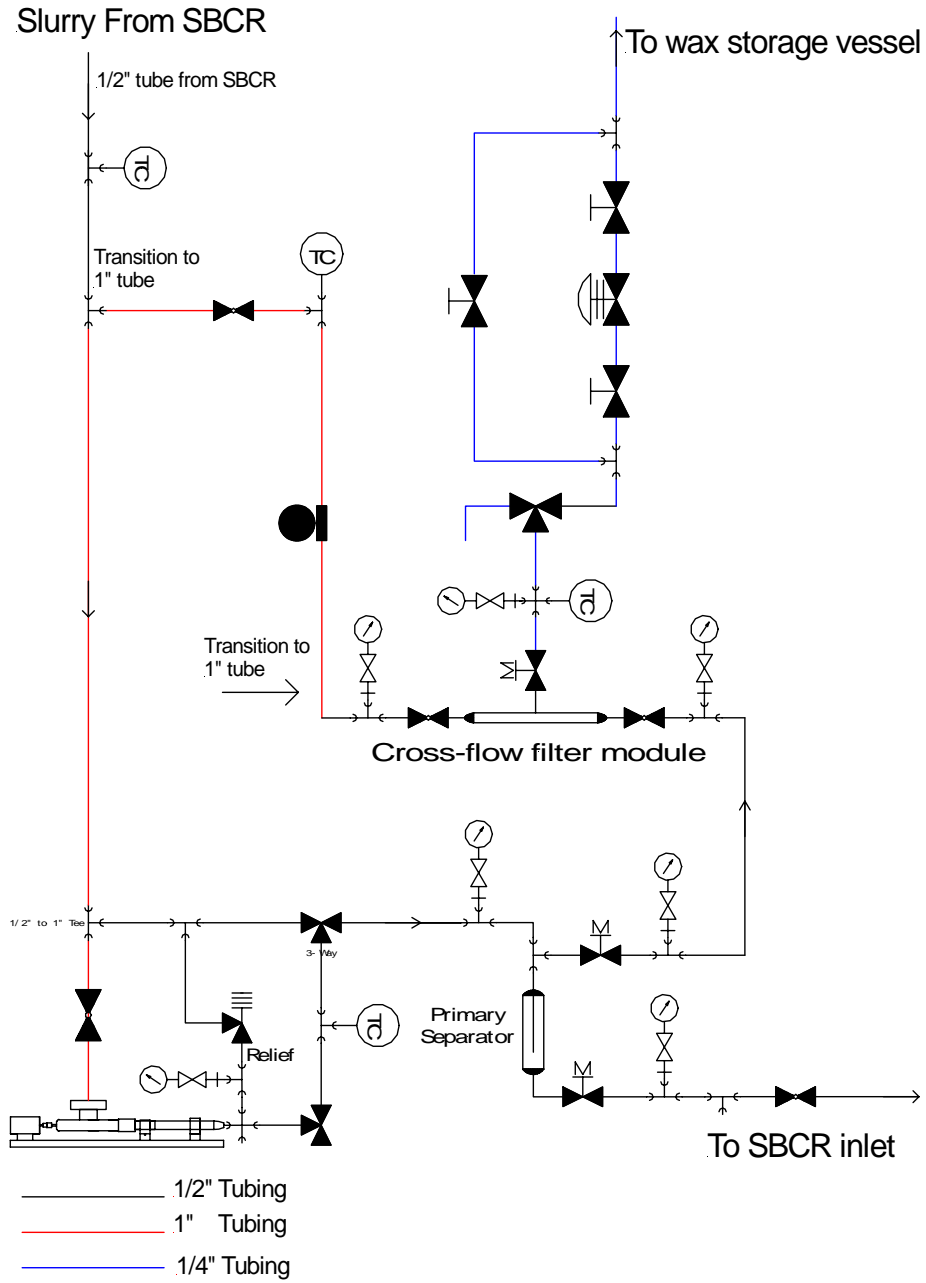 Slurry From SBCR
To wax storage vessel
1/2" tube from SBCR
TC
Transition to
1" tube
TC
TC
Transition to
1" tube
M
Cross-flow filter module
1/2" to 1" Tee
3-Way
M
TC
Relief
Primary
Separator
M
To SBCR inlet
1/2" Tubing
1" Tubing
1/4" Tubing